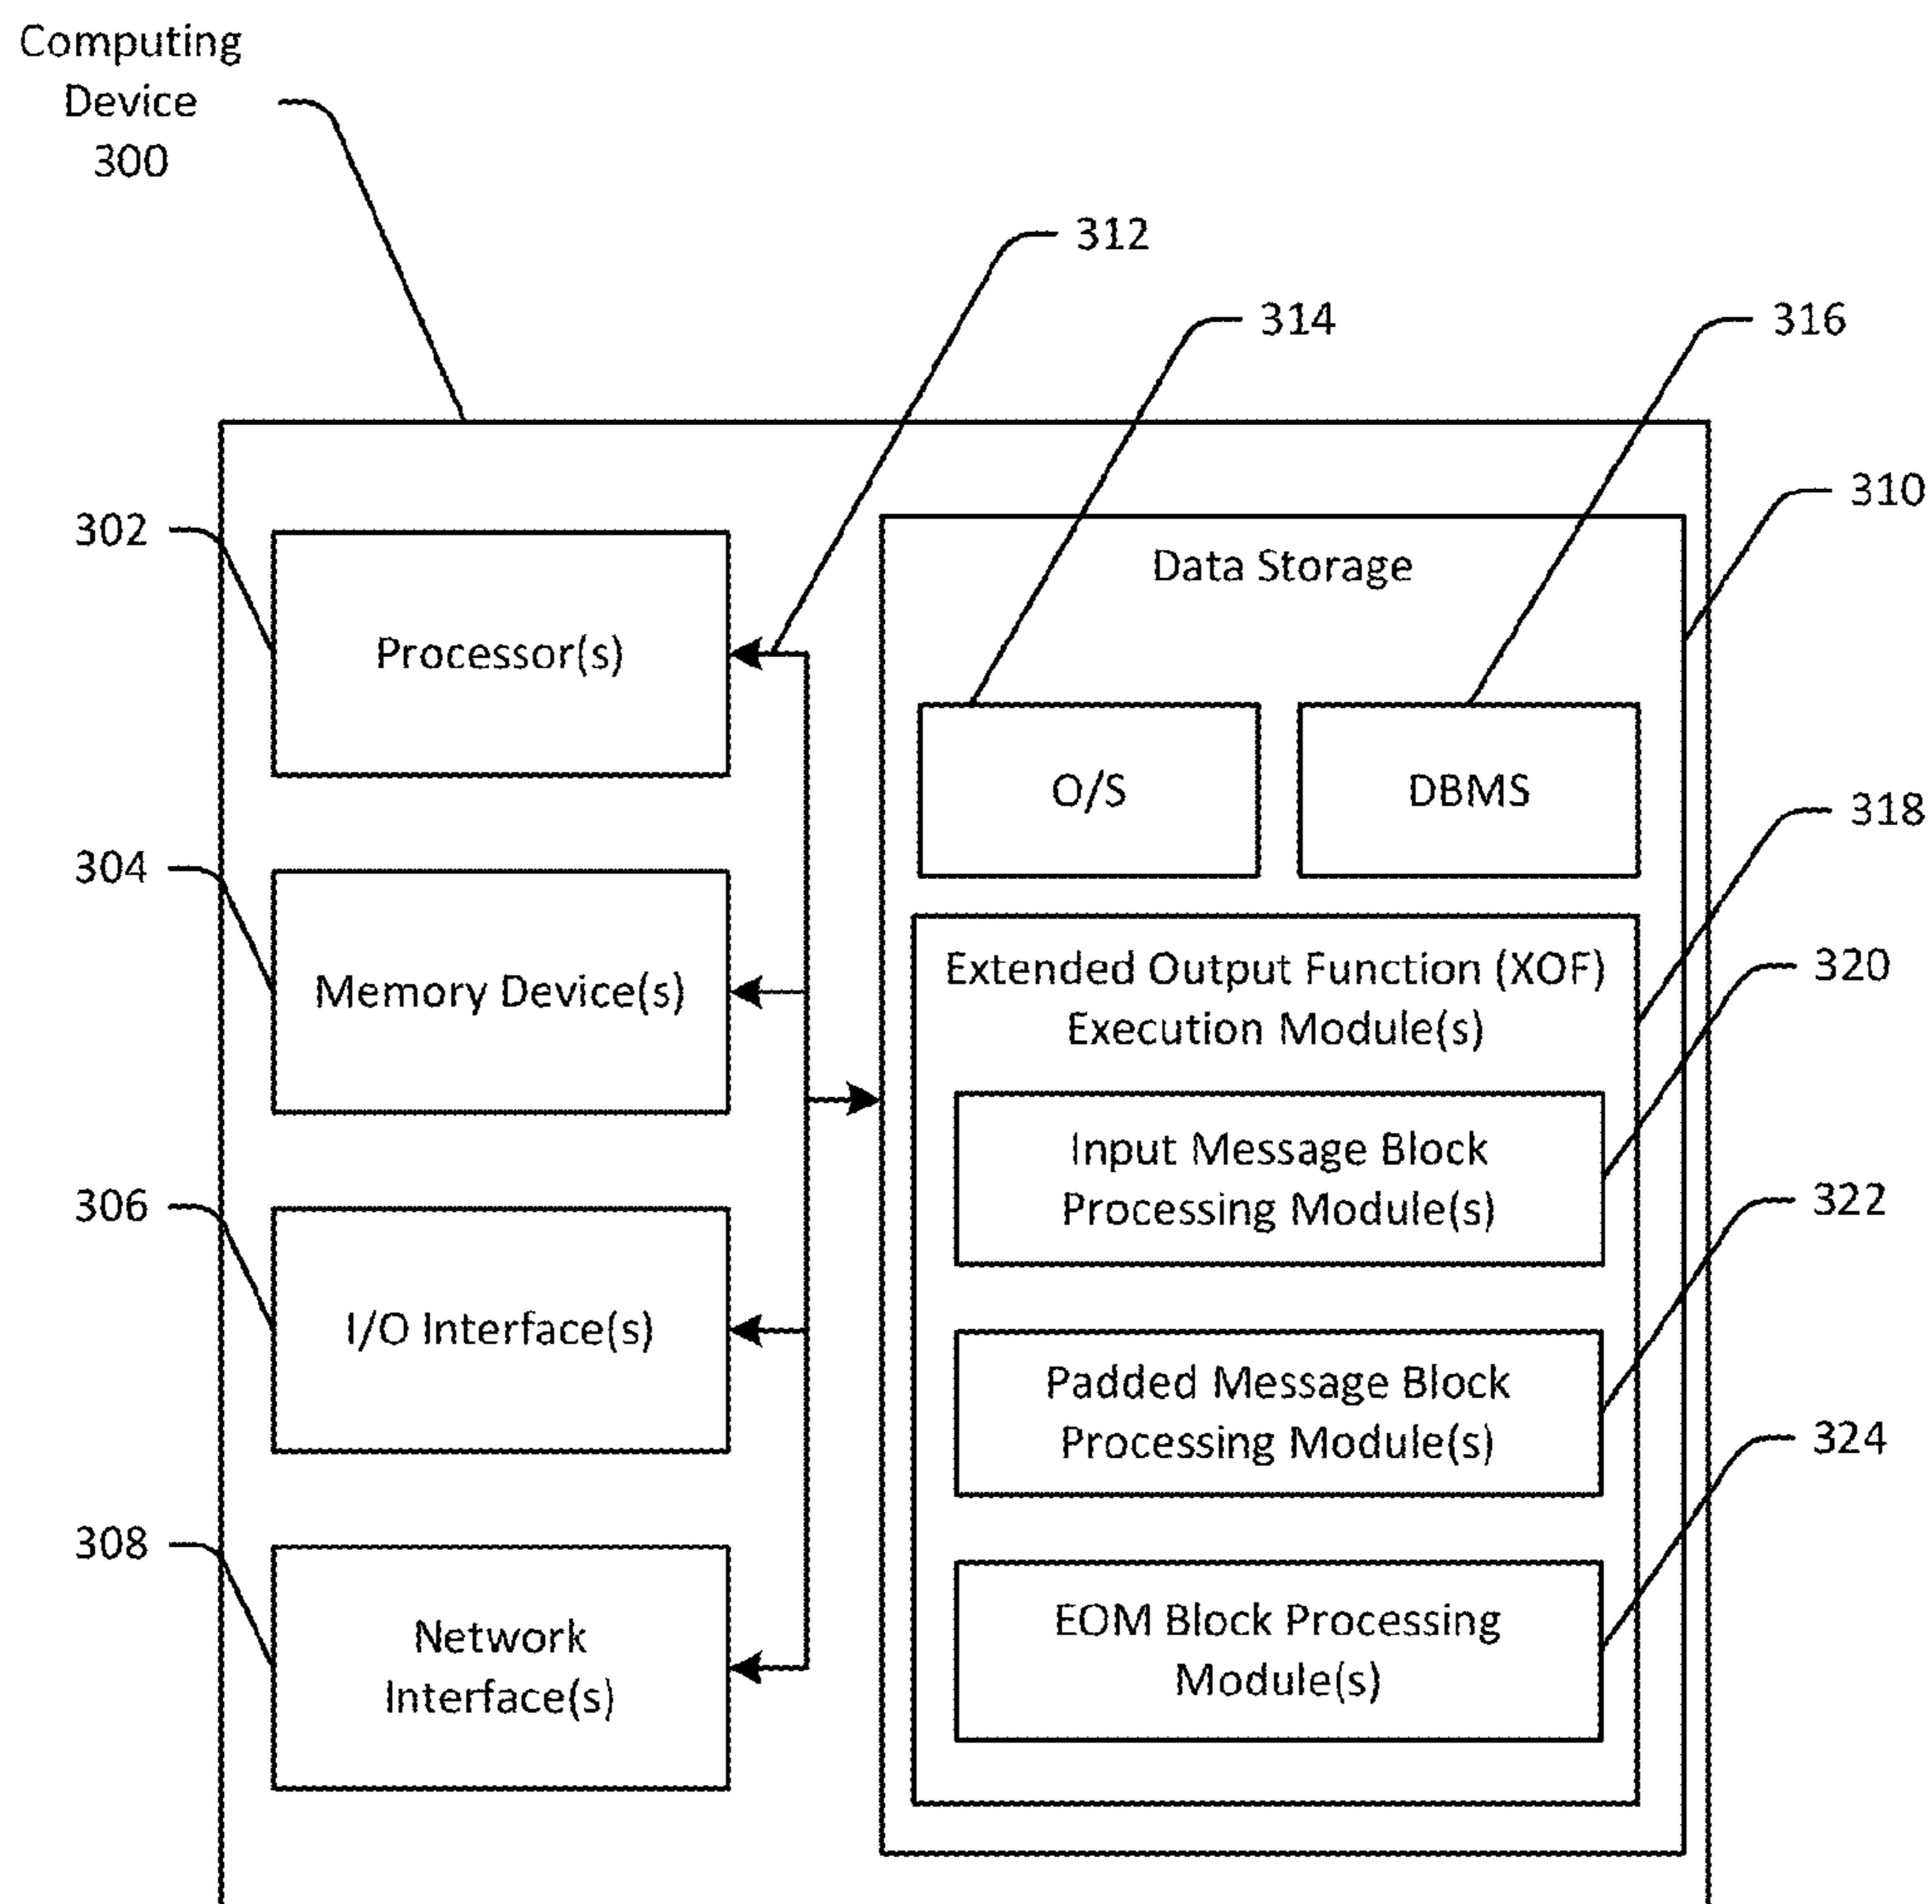 Computing
Device
300
312
314
316
310
302
Processor(s)
Data Storage
O/S
DBMS
318
304
Memory Device(s)
Extended Output Function (XOF)
Execution Module(s)
320
Input Message Block
Processing Module(s)
322
306
I/O Interface(s)
Padded Message Block
Processing Module(s)
324
308
Network
Interface(s)
EOM Block Processing
Module(s)